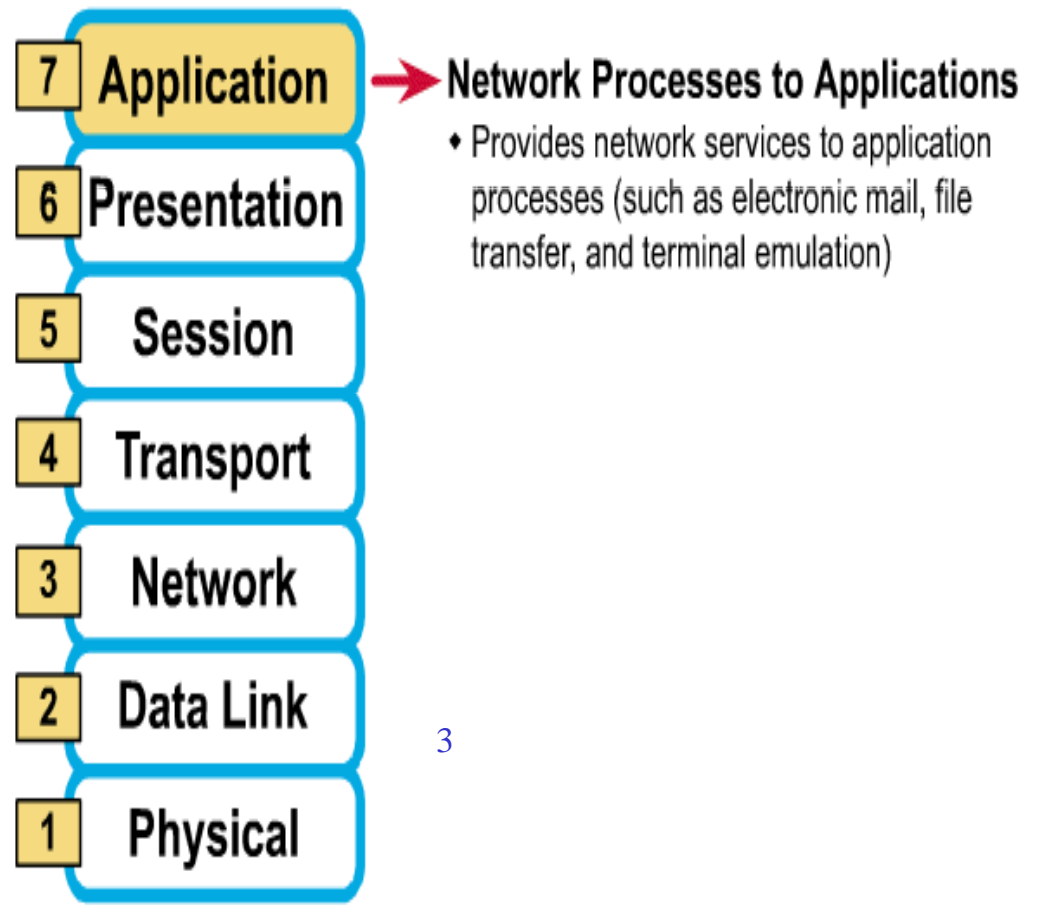 7 Application
Network Processes to Applications
♦ Provides network services to application
processes (such as electronic mail, file
transfer, and terminal emulation)
6 Presentation
5 Session
4 Transport
3 Network
2 Data Link
3
1 Physical